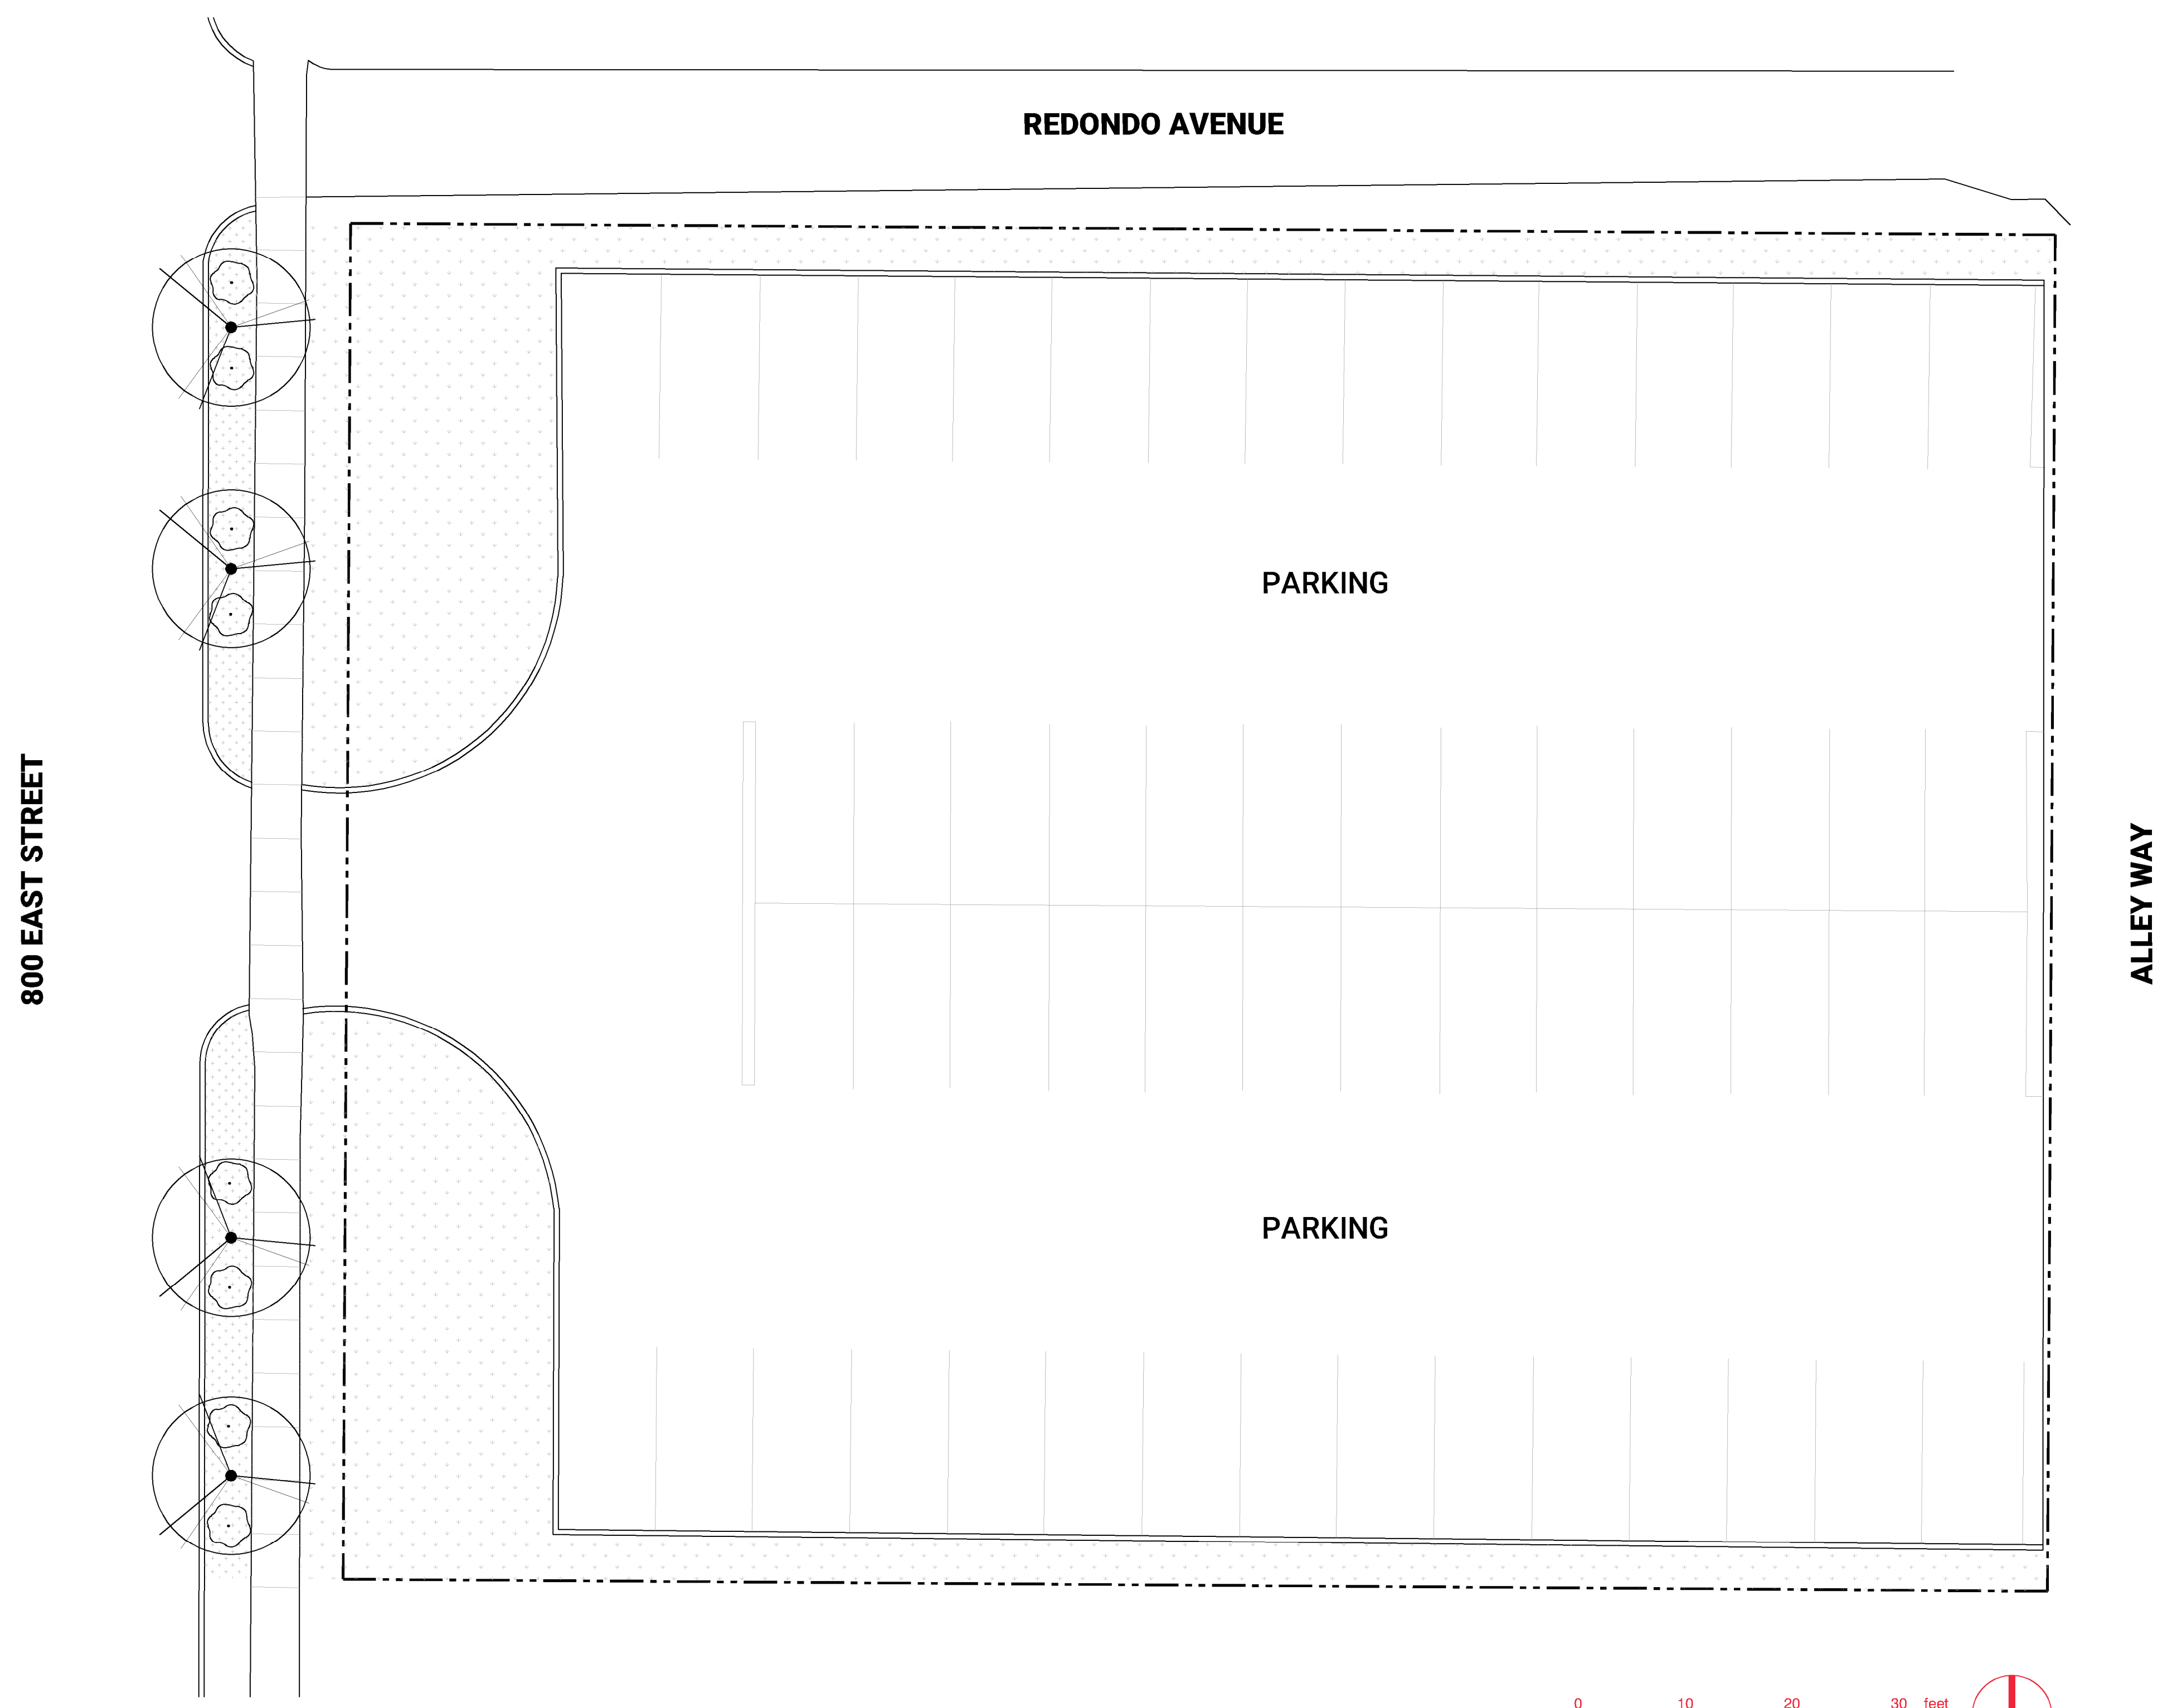 REDONDO AVENUE
PARKING
800 EAST STREET
ALLEY WAY
PARKING
0 10 20 30 feet